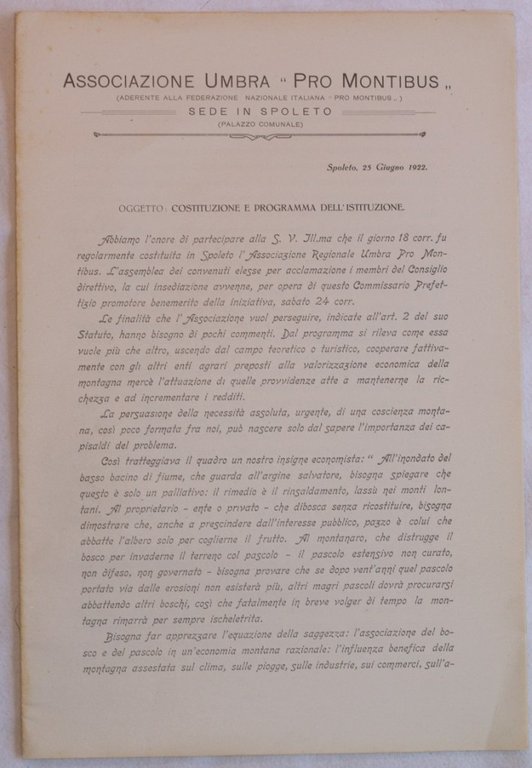 ASSOCIAZIONE UMBRA “ PRO MONTIBUS „
(ADERENTE ALLA FEDERAZIONE NAZIONALE ITALIANA “ PRO MONTIBUS „ )
SEDE IN SPOLETO
(PALAZZO COMUNALE)
Spoleto, 25 Giugno 1922.
OGGETTO: COSTITUZIONE E PROGRAMMA DELL'ISTITUZIONE.
Abbiamo l'onore di partecipare alla S. V. Ill.ma che il giorno 18 corr. fu
regolarmente costituita in Spoleto l'Associazione Regionale Umbra Pro Mon-
tibus. L'assemblea dei convenuti elesse per acclamazione i membri del Consiglio
direttivo, la cui insediazio avvenne, per opera di questo Commissario Prefet-
tizio promotore benemerito della iniziativa, sabato 24 corr.
Le finalità che l'Associazione vuol perseguire, indicate all'art. 2 del suo
Statuto, hanno bisogno di pochi commenti. Dal programma si rileva come essa
vuole più che altro, uscendo dal campo teoretico o turistico, cooperare fattiva-
mente con gli altri enti agrari preposti alla valorizzazione economica della
montagna mercè l'attuazione di quelle provvidenze atte a mantenerne la ric-
chezza e ad incrementare i redditi.
La persuasione della necessità assoluta, urgente, di una coscienza monta-
na, così poco formata fra noi, può nascere solo dal sapere l'importanza dei ca-
pisaldi del problema.
Così tratteggiava il quadro un nostro insigne economista: “ All'inondato del
basso bacino di fiume, che guarda all'argine salvatore, bisogna spiegare che
questo è solo un palliativo: il rimedio è il rinsaldamento, lassù nei monti lon-
tani. Al proprietario - ente o privato - che disbosca senza ricostituire, bisogna
dimostrare che, anche a prescindere dall'interesse pubblico, pazzo è colui che
abbatte l'albero solo per coglierne il frutto. Al montanaro, che distrugge il
bosco per invaderne il terreno col pascolo - il pascolo estensivo non curato,
non difeso, non governato - bisogna provare che se dopo vent'anni quel pascolo
portato via dalle erosioni non esisterà più, altri magri pascoli dovrà procurarsi
abbattendo altri boschi, così che fatalmente in breve volger di tempo la mon-
tagna rimarrà per sempre ischeletrita.
Bisogna far apprezzare l'equazione della saggezza: l'associazione del bo-
sco e del pascolo in un'economia montana razionale: l'influenza benefica della
montagna assestata sul clima, sulle piogge, sulle industrie, sui commerci, sull'a-